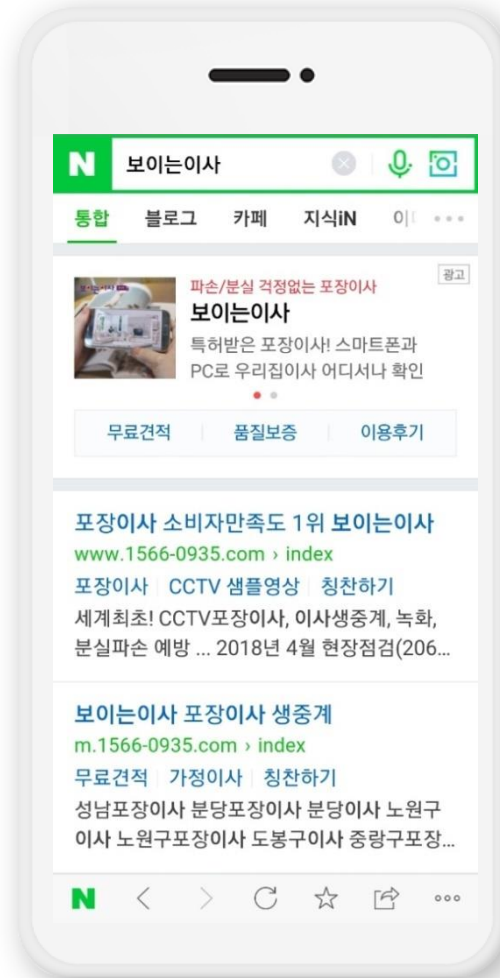 N 보이는이사
통합 블로그 카페 지식iN
광고
파손/분실 걱정없는 포장이사
보이는이사
특허받은 포장이사! 스마트폰과
PC로 우리집이사 어디서나 확인
무료견적 품질보증 이용후기
포장이사 소비자만족도 1위 보이는이사
www.1566-0935.com › index
포장이사 CCTV 샘플영상 칭찬하기
세계최초! CCTV포장이사, 이사생중계, 녹화,
분실파손 예방 ... 2018년 4월 현장점검(206...
보이는이사 포장이사 생중계
m.1566-0935.com › index
무료견적 가정이사 칭찬하기
성남포장이사 분당포장이사 분당이사 노원구
이사 노원구포장이사 도봉구이사 중랑구포장...
N